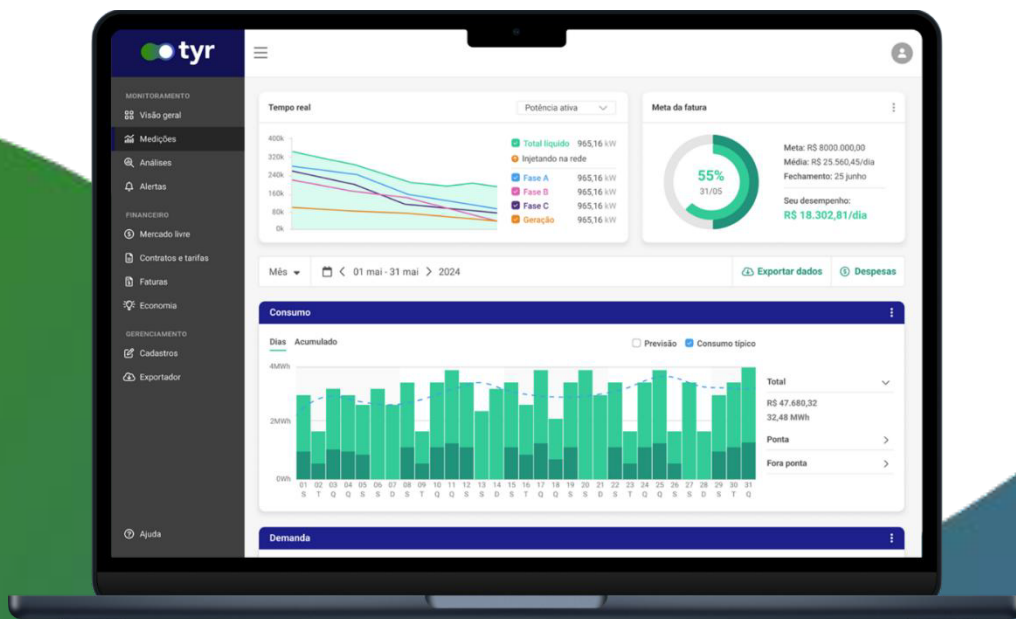 tyr
MONITORAMENTO
Visão geral
Medições
Análises
Alertas
FINANCEIRO
Mercado livre
Contratos e tarifas
Faturas
Economia
GERENCIAMENTO
Cadastros
Exportador
Ajuda
Tempo real
Potência ativa
400k
320k
240k
160k
80k
0k
Total líquido 965,16 kW
Injetando na rede
Fase A 965,16 kW
Fase B 965,16 kW
Fase C 965,16 kW
Geração 965,16 kW
Meta da fatura
55%
31/05
Meta: R$ 8000.000,00
Média: R$ 25.560,45/dia
Fechamento: 25 junho
Seu desempenho:
R$ 18.302,81/dia
Mês
01 mai - 31 mai
2024
Exportar dados
Despesas
Consumo
Dias Acumulado
Previsão
Consumo típico
4MWh
2MWh
0Wh
01 02 03 04 05 06 07 08 09 10 11 12 13 14 15 16 17 18 19 20 21 22 23 24 25 26 27 28 29 30 31
S T Q Q S S D S T Q Q S S D S T Q Q S S D S T Q Q S S D S T Q
Total
R$ 47.680,32
32,48 MWh
Ponta
Fora ponta
Demanda